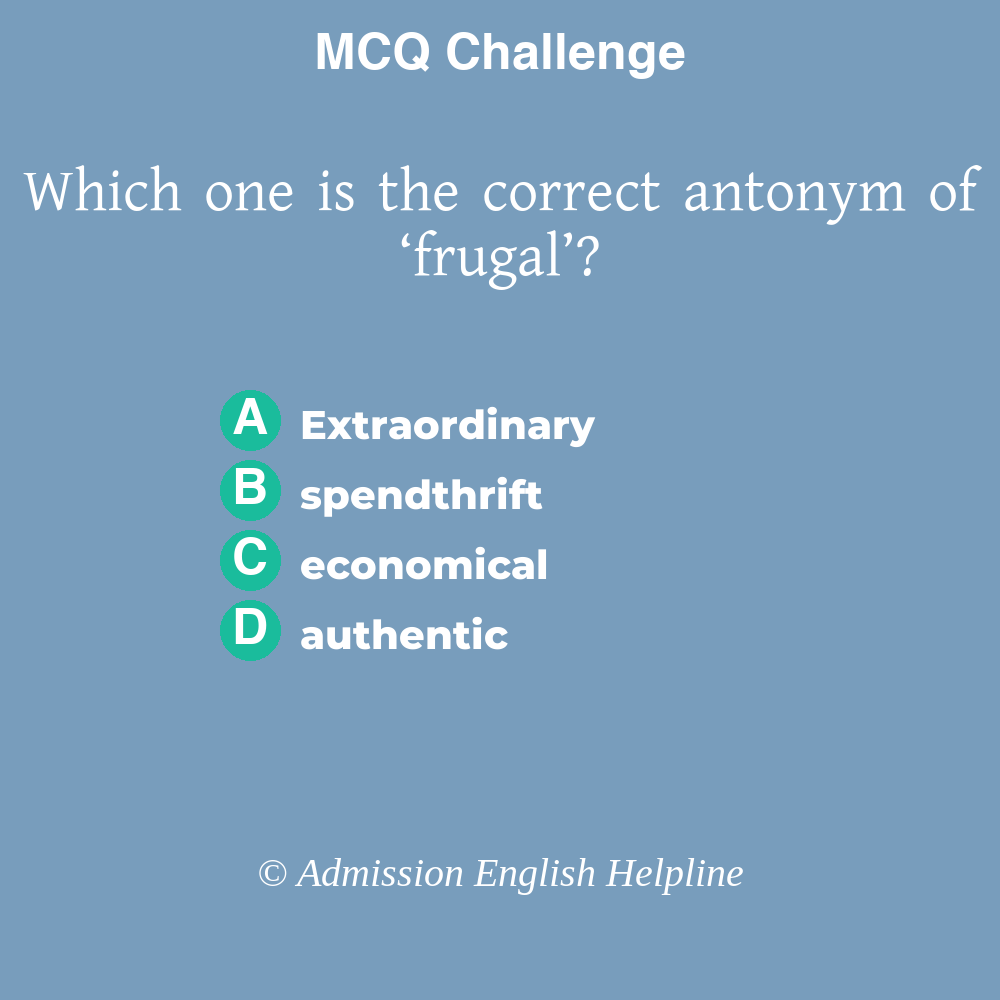 MCQ Challenge
Which one is the correct antonym of
‘frugal’?
A Extraordinary
B spendthrift
C economical
D authentic
© Admission English Helpline